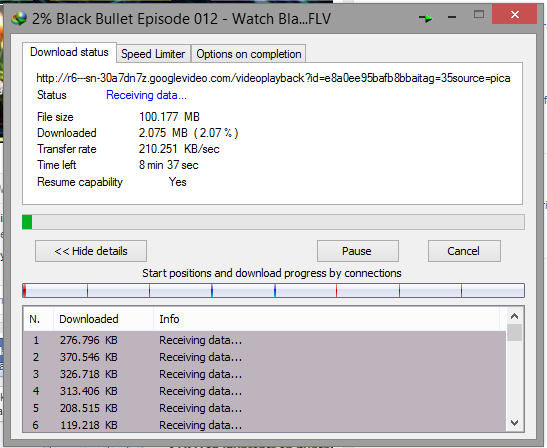 2% Black Bullet Episode 012 - Watch Bla...FLV
Download status Speed Limiter Options on completion
http://r6---sn-30a7dn7z.googlevideo.com/videoplayback?id=e8a0ee95bafb8bbaitag=35source=pica
Status Receiving data...
File size 100.177 MB
Downloaded 2.075 MB ( 2.07 % )
Transfer rate 210.251 KB/sec
Time left 8 min 37 sec
Resume capability Yes
<< Hide details Pause Cancel
Start positions and download progress by connections
N. Downloaded Info
1 276.796 KB Receiving data...
2 370.546 KB Receiving data...
3 326.718 KB Receiving data...
4 313.406 KB Receiving data...
5 208.515 KB Receiving data...
6 119.218 KB Receiving data...